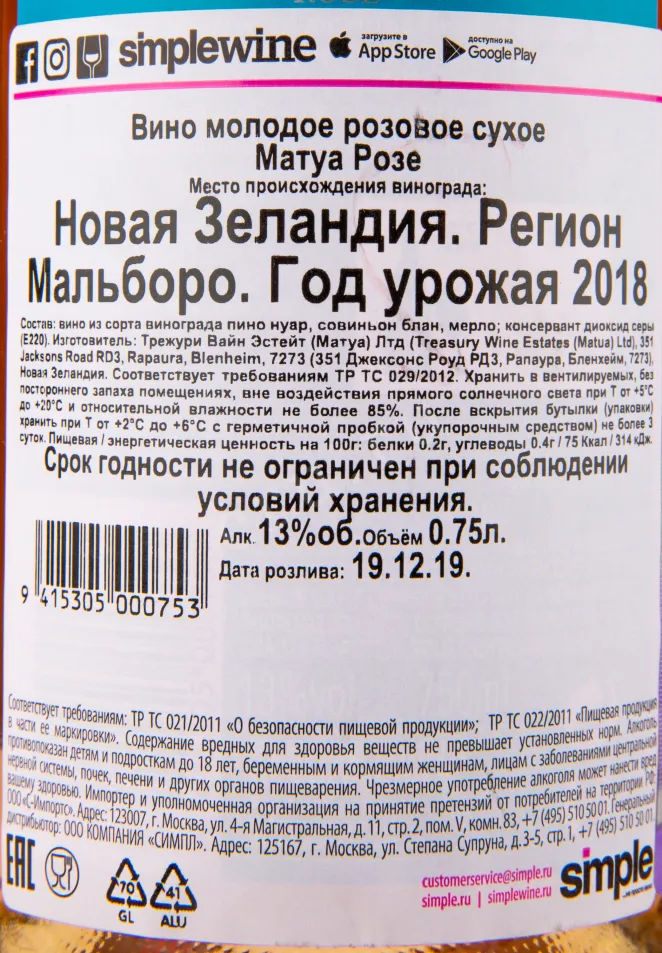 ROSÉ
simplewine загрузите в App Store доступно на Google Play
Вино молодое розовое сухое
Матуа Розе
Место происхождения винограда:
Новая Зеландия. Регион
Мальборо. Год урожая 2018
Состав: вино из сорта винограда пино нуар, совиньон блан, мерло; консервант диоксид серы
(E220). Изготовитель: Трежури Вайн Эстейт (Матуа) Лтд (Treasury Wine Estates (Matua) Ltd), 351
Jacksons Road RD3, Rapaura, Blenheim, 7273 (351 Джексонс Роуд РД3, Рапаура, Бленхейм, 7273),
Новая Зеландия. Соответствует требованиям ТР ТС 029/2012. Хранить в вентилируемых, без
постороннего запаха помещениях, вне воздействия прямого солнечного света при Т от +5°С
до +20°С и относительной влажности не более 85%. После вскрытия бутылки (упаковки)
хранить при Т от +2°С до +6°С с герметичной пробкой (укупорочным средством) не более 3
суток. Пищевая / энергетическая ценность на 100г: белки 0.2г, углеводы 0.4г / 75 Ккал / 314 кДж.
Срок годности не ограничен при соблюдении
условий хранения.
Алк. 13%об. Объём 0.75л.
Дата розлива: 19.12.19.
9 415305 000753
Соответствует требованиям: ТР ТС 021/2011 «О безопасности пищевой продукции»; ТР ТС 022/2011 «Пищевая продукция
в части ее маркировки». Содержание вредных для здоровья веществ не превышает установленных норм. Алкоголь
противопоказан детям и подросткам до 18 лет, беременным и кормящим женщинам, лицам с заболеваниями центральной
нервной системы, почек, печени и других органов пищеварения. Чрезмерное употребление алкоголя может нанести вред
вашему здоровью. Импортер и уполномоченная организация на принятие претензий от потребителей на территории РФ:
ООО «С-Импортс». Адрес: 123007, г. Москва, ул. 4-я Магистральная, д. 11, стр. 2, пом. V, комн. 83, +7 (495) 510 50 01. Генеральный
дистрибьютор: ООО КОМПАНИЯ «СИМПЛ». Адрес: 125167, г. Москва, ул. Степана Супруна, д. 3-5, стр. 1, +7 (495) 510 50 01.
EAC
70
GL
41
ALU
customerservice@simple.ru
simple.ru | simplewine.ru
simple
...не просто вино!